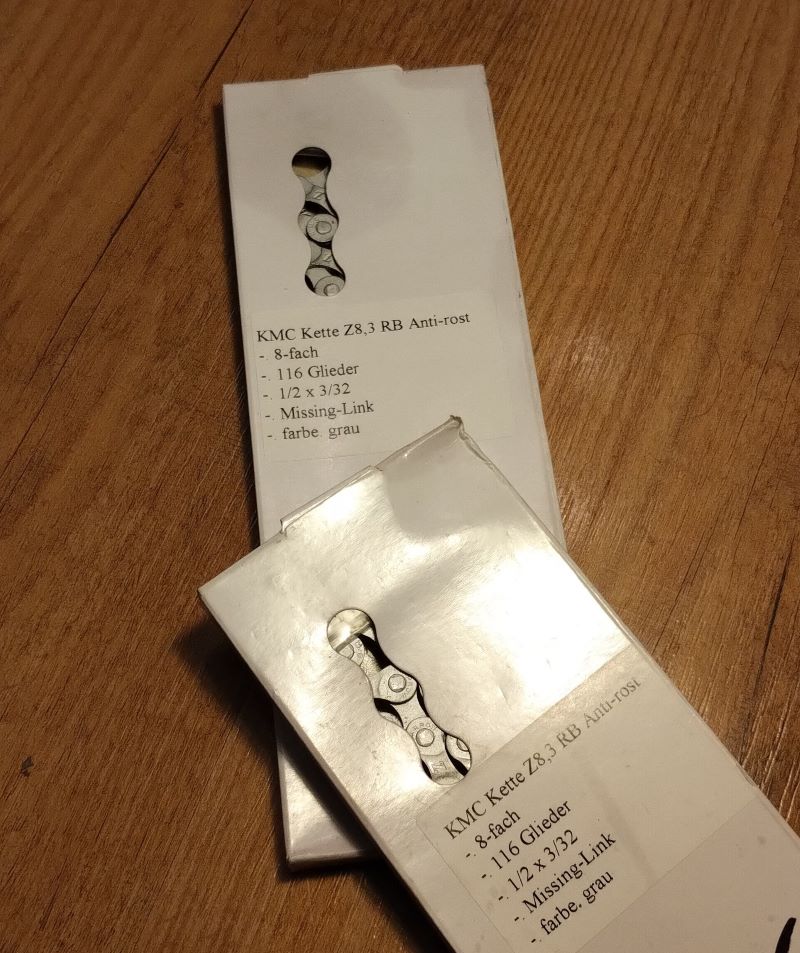 KMC Kette Z8,3 RB Anti-rost
-. 8-fach
-. 116 Glieder
-. 1/2 x 3/32
-. Missing-Link
-. farbe. grau
KMC Kette Z8,3 RB Anti-rost
-. 8-fach
-. 116 Glieder
-. 1/2 x 3/32
-. Missing-Link
-. farbe. grau